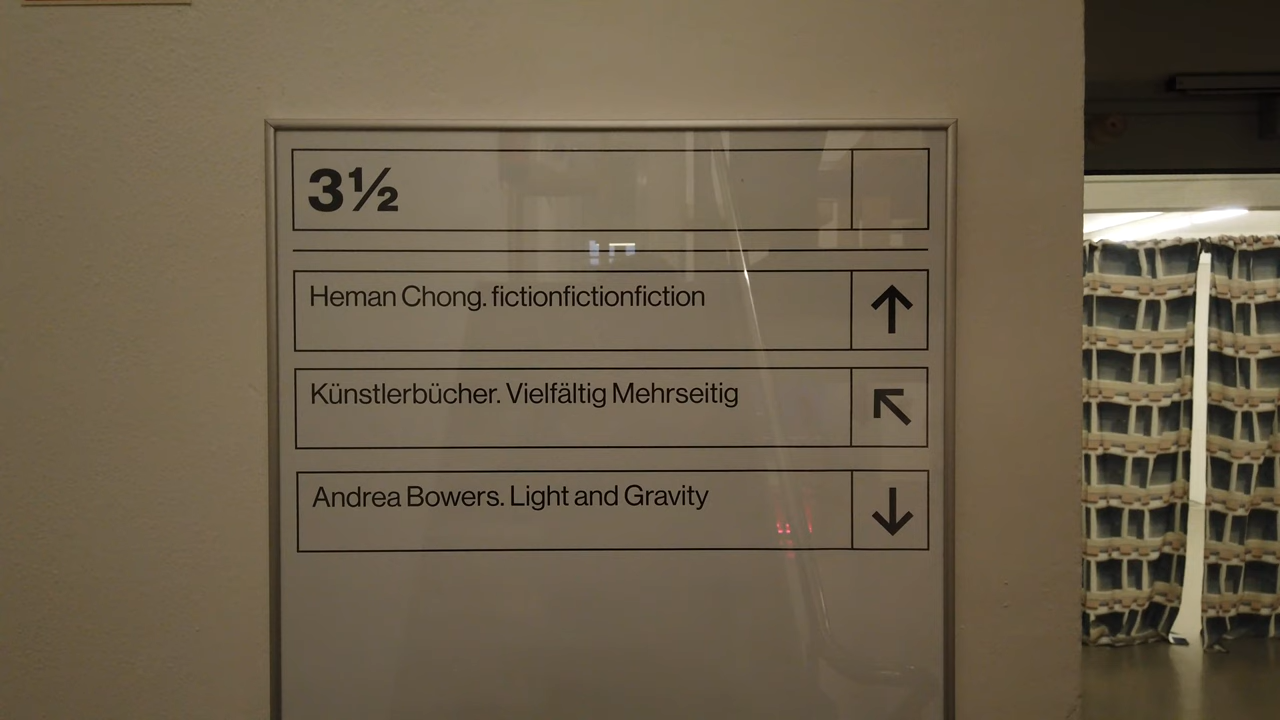 3½
Heman Chong. fictionfictionfiction
↑
Künstlerbücher. Vielfältig Mehrseitig
↖
Andrea Bowers. Light and Gravity
↓